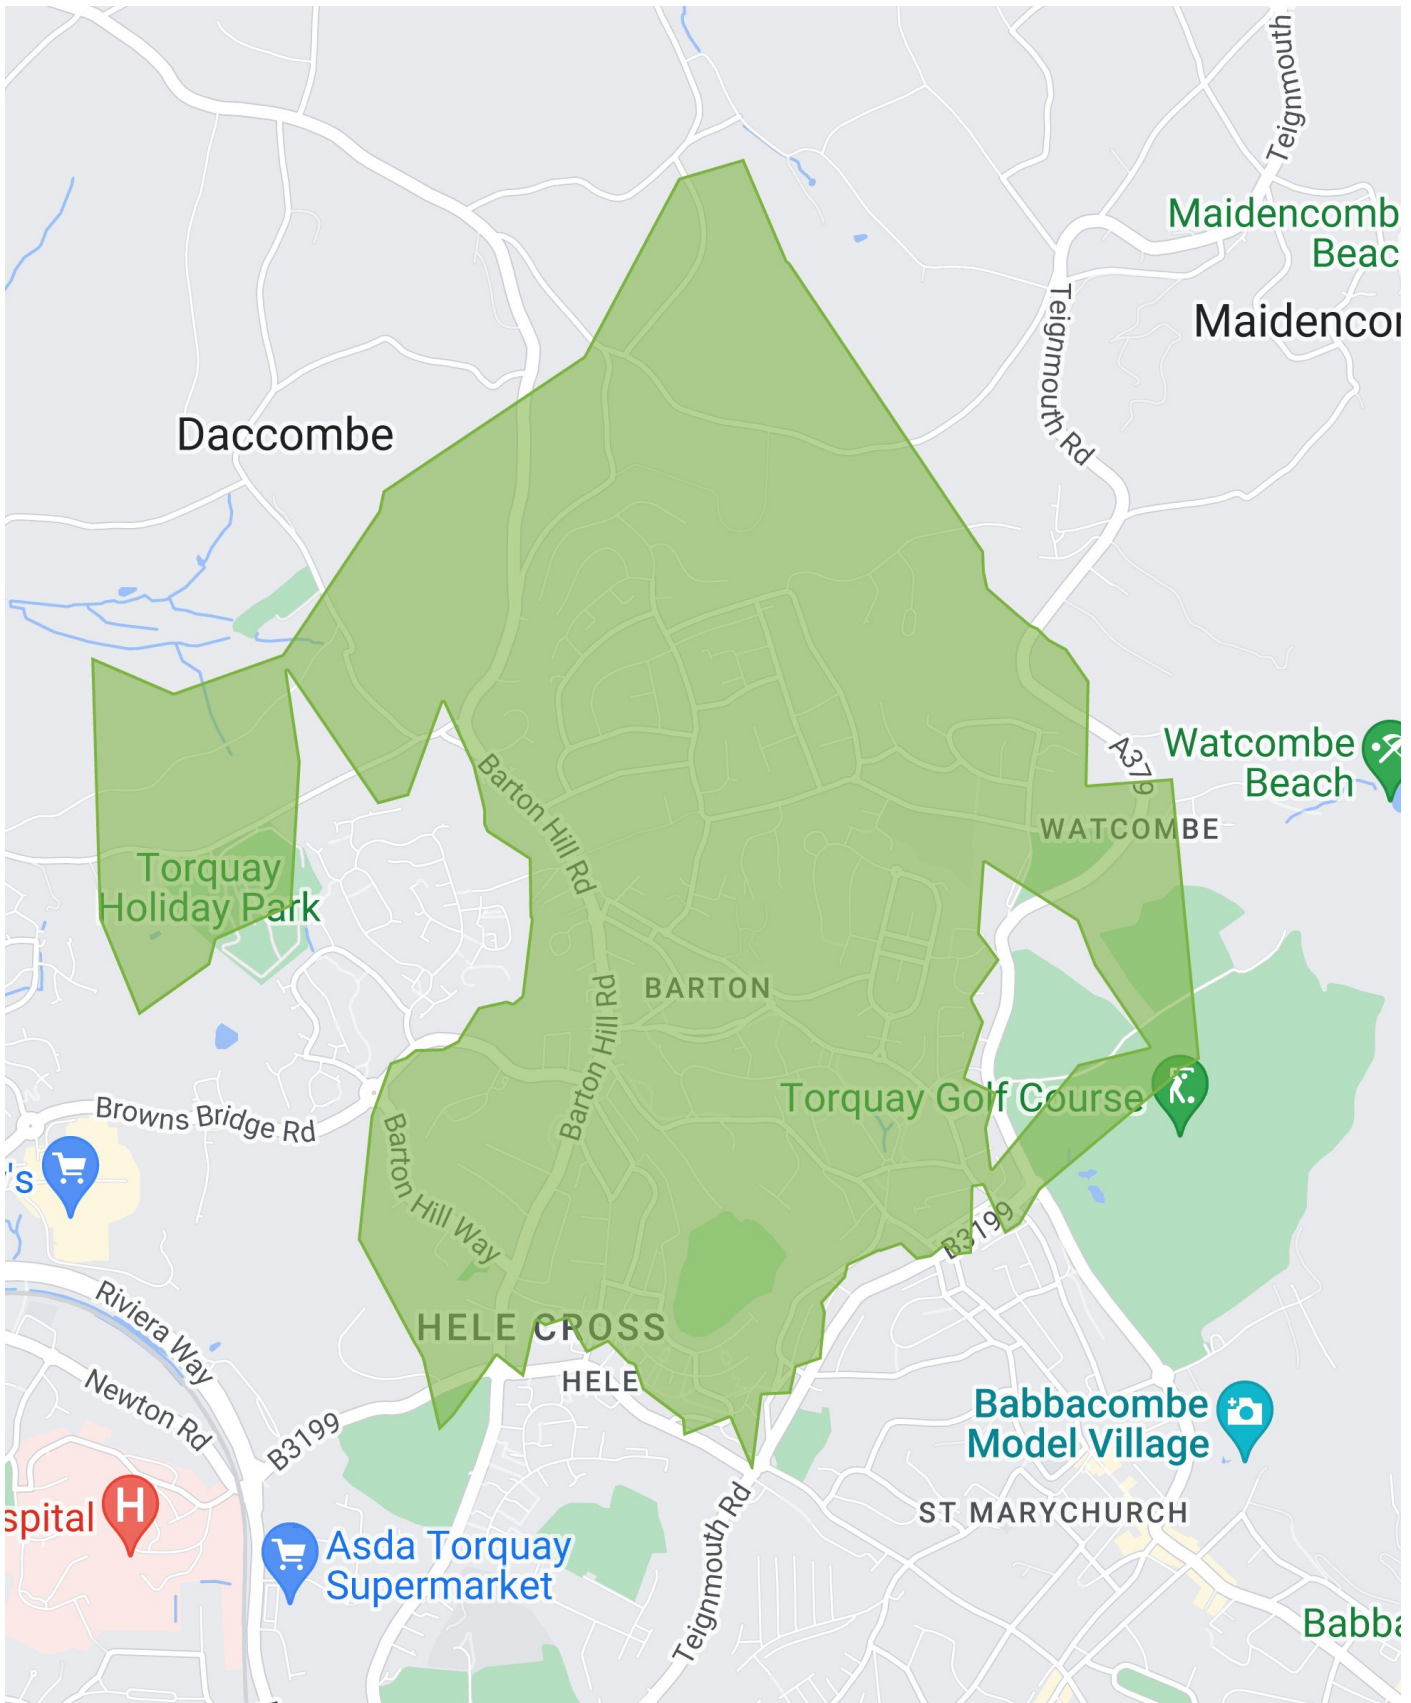 Teignmouth
Maidencomb
Beac
Teignmouth Rd
Maidencor
Daccombe
A379
Watcombe
Beach
Barton Hill Rd
WATCOMBE
Torquay
Holiday Park
BARTON
Barton Hill Rd
Torquay Golf Course
Browns Bridge Rd
Barton Hill Way
's
B3199
Riviera Way
HELE CROSS
HELE
Newton Rd
Babbacombe
Model Village
B3199
spital
H
ST MARYCHURCH
Asda Torquay
Supermarket
Teignmouth Rd
Babba